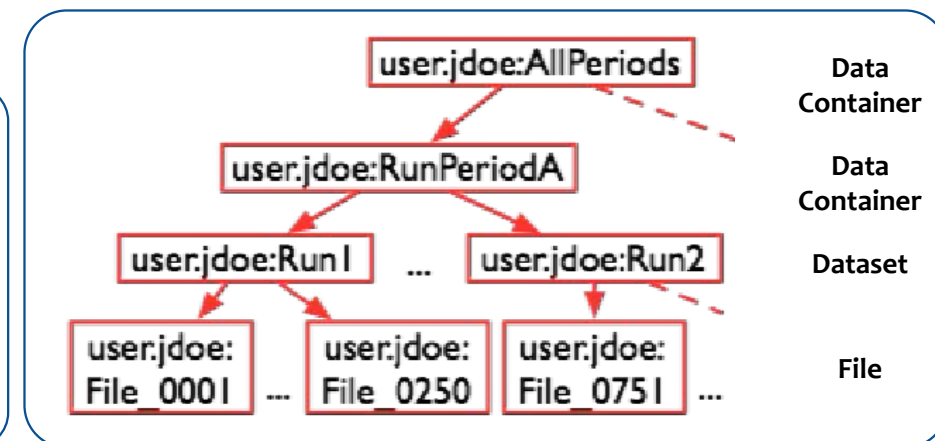 user.jdoe:AllPeriods
Data
Container
user.jdoe:RunPeriodA
Data
Container
user.jdoe:Run1
...
user.jdoe:Run2
Dataset
user.jdoe:
File_0001
...
user.jdoe:
File_0250
user.jdoe:
File_0751
...
File